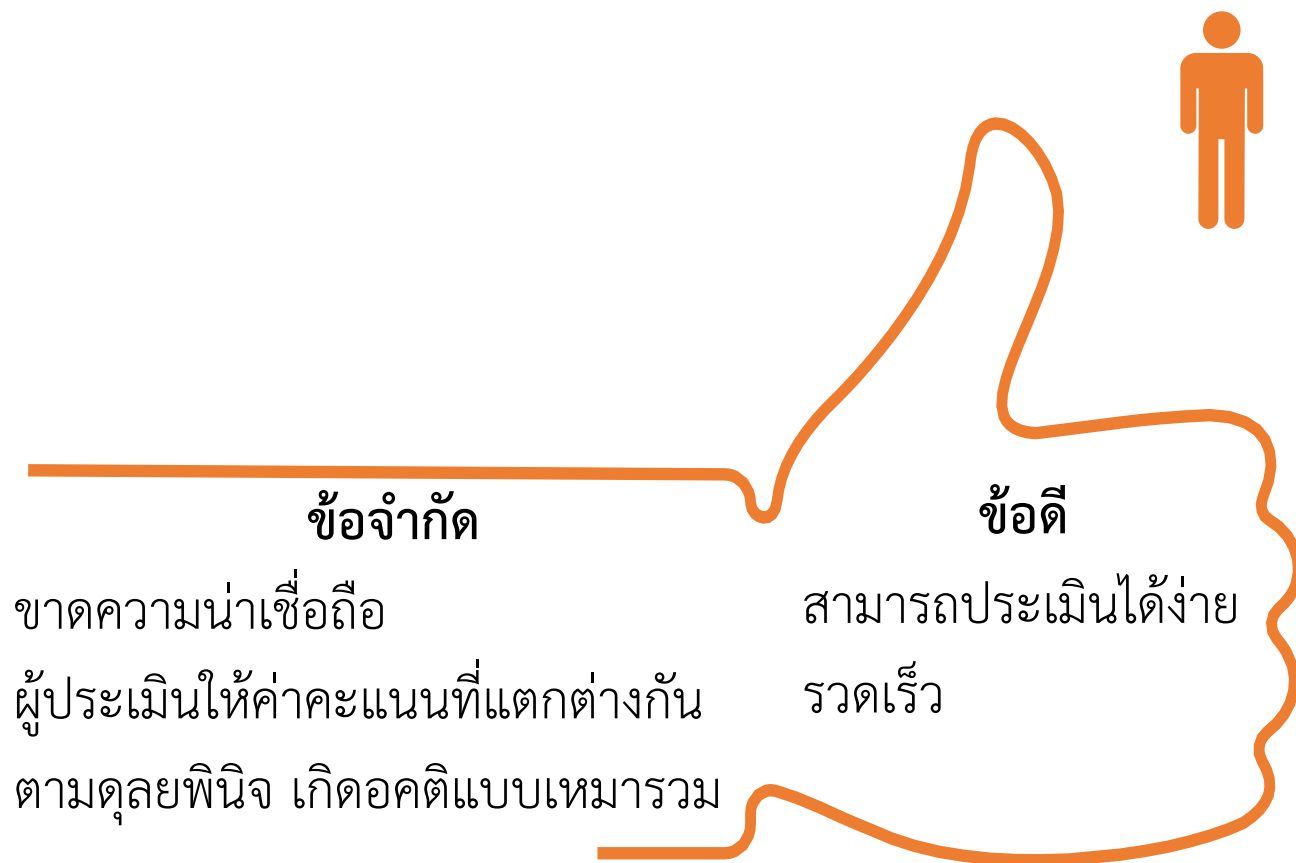 ข้อจำกัด
ขาดความน่าเชื่อถือ
ผู้ประเมินให้ค่าคะแนนที่แตกต่างกัน
ตามดุลยพินิจ เกิดอคติแบบเหมารวม
ข้อดี
สามารถประเมินได้ง่าย
รวดเร็ว